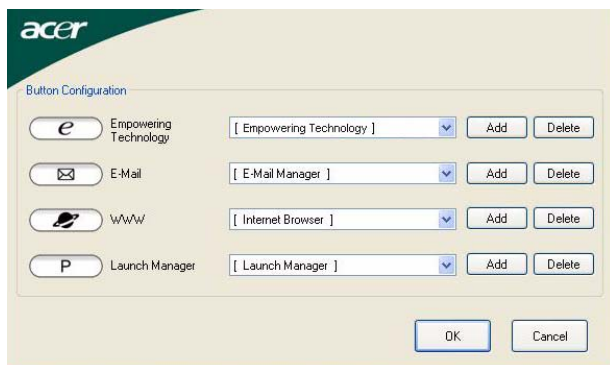 acer
Button Configuration
e Empowering Technology [ Empowering Technology ] Add Delete
E-Mail [ E-Mail Manager ] Add Delete
WWW [ Internet Browser ] Add Delete
P Launch Manager [ Launch Manager ] Add Delete
OK Cancel